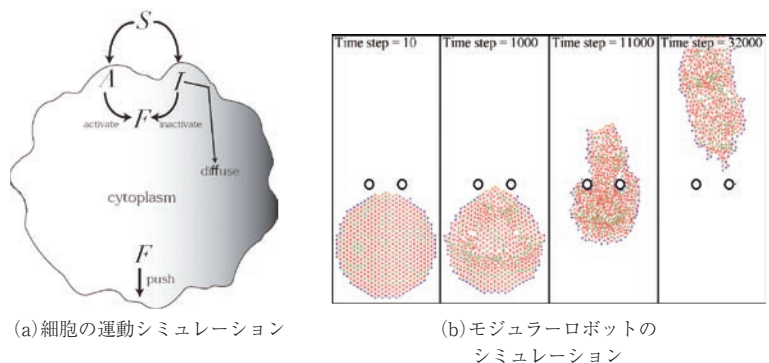 S
A
I
activate
F
inactivate
diffuse
cytoplasm
F
push
(a)細胞の運動シミュレーション
Time step = 10
Time step = 1000
Time step = 11000
Time step = 32000
(b)モジュラーロボットの
シミュレーション